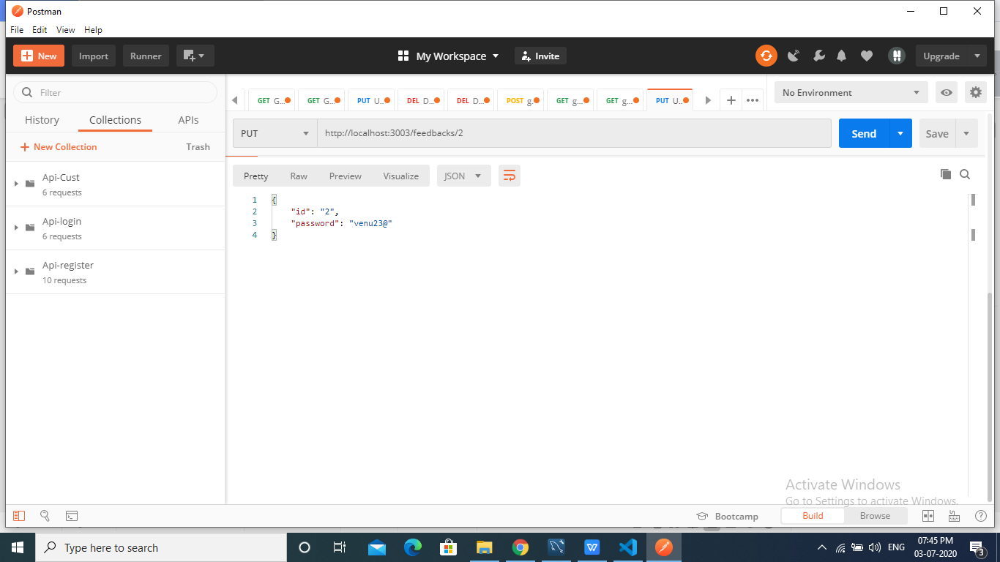 Postman
File Edit View Help
New Import Runner My Workspace Invite Upgrade
Filter
History Collections APIs
New Collection Trash
Api-Cust
6 requests
Api-login
6 requests
Api-register
10 requests
GET G... GET G... PUT U.. DEL D... DEL D... POST g. GET g... GET g... PUT U..
No Environment
PUT http://localhost:3003/feedbacks/2 Send Save
Pretty Raw Preview Visualize JSON
1 {
2 "id": "2",
3 "password": "venu23@"
4 }
Activate Windows
Go to Settings to activate Windows.
Bootcamp Build Browse
Type here to search
ENG
07:45 PM
03-07-2020
3